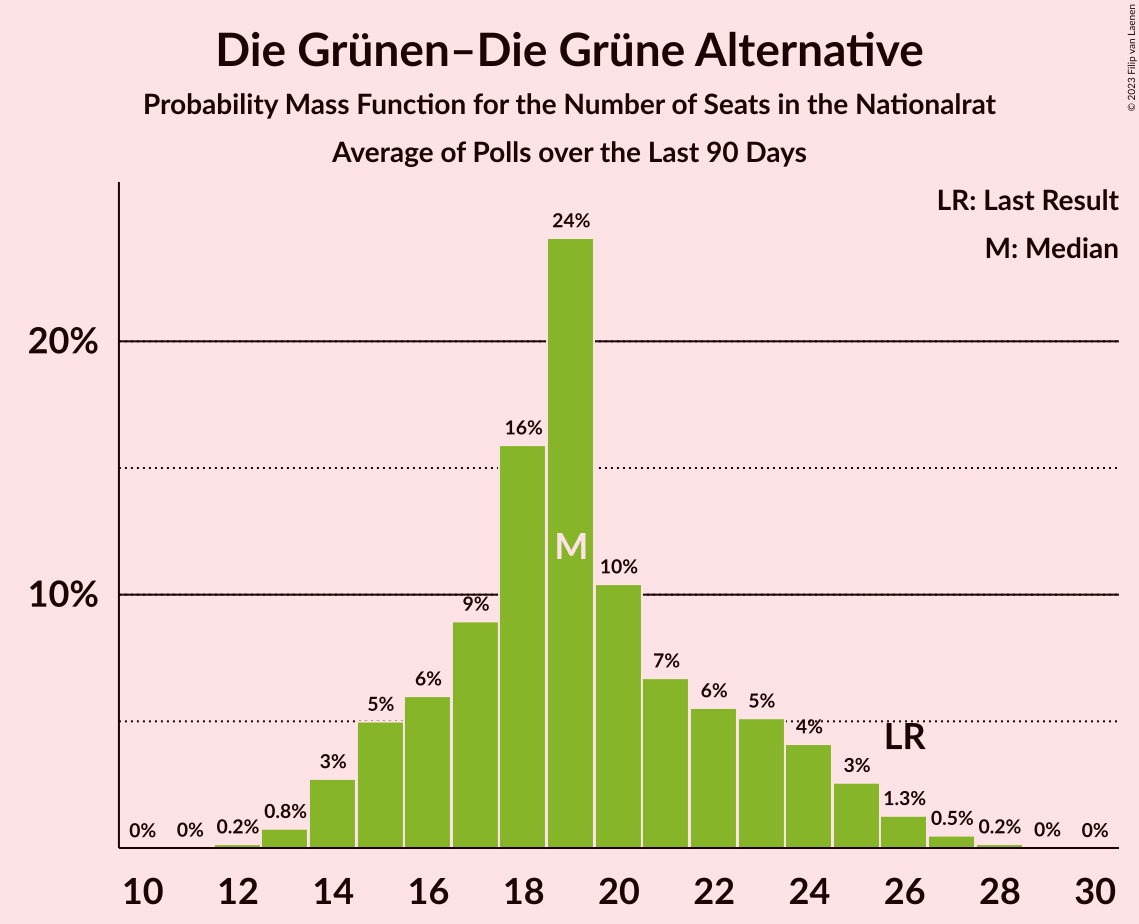 Die Grünen–Die Grüne Alternative
Probability Mass Function for the Number of Seats in the Nationalrat
Average of Polls over the Last 90 Days
© 2023 Filip van Laenen
LR: Last Result
M: Median
24%
20%
16%
M
10%
10%
9%
7%
6%
6%
5%
5%
4%
LR
3%
3%
1.3%
0.8%
0.5%
0%
0%
0.2%
0.2%
0%
0%
10 12 14 16 18 20 22 24 26 28 30